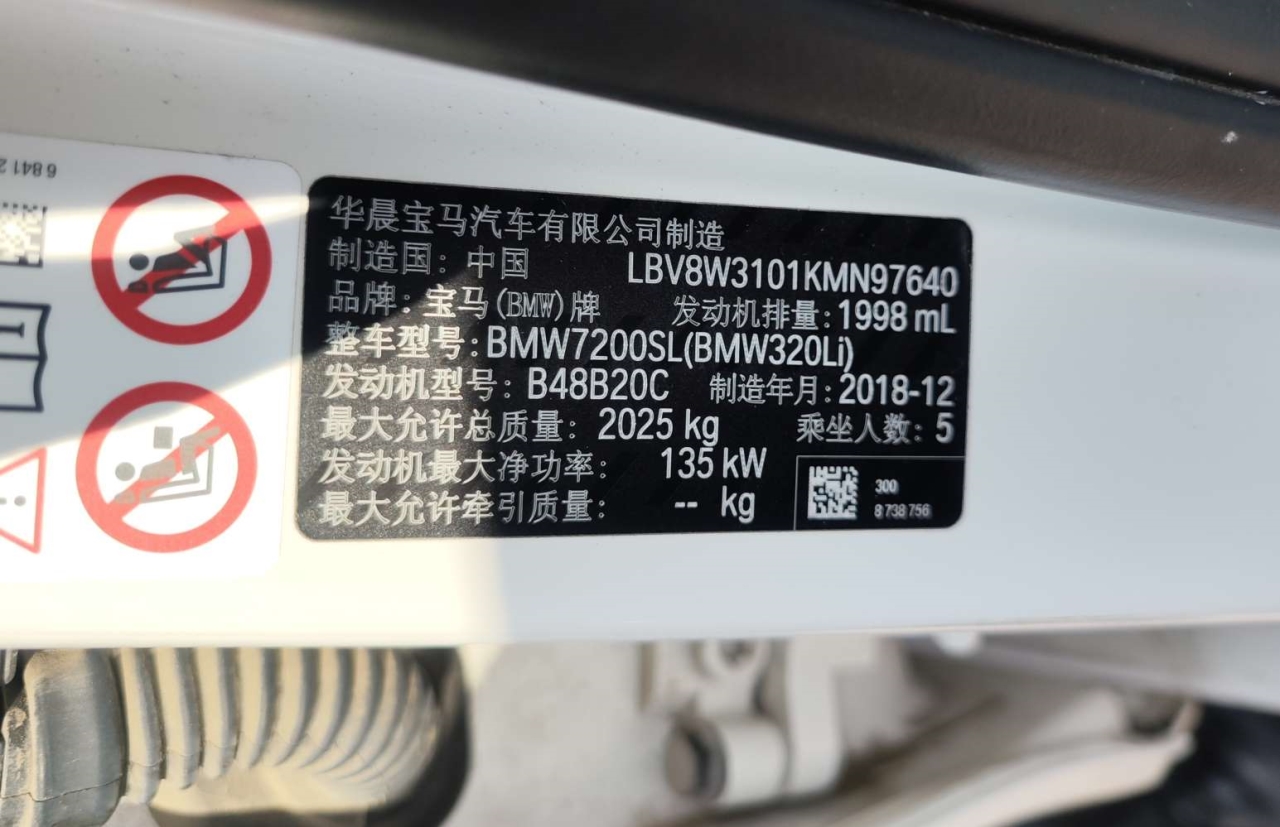 华晨宝马汽车有限公司制造
制造国：中国 LBV8W3101KMN97640
品牌：宝马(BMW)牌 发动机排量：1998 mL
整车型号：BMW7200SL(BMW320Li)
发动机型号：B48B20C 制造年月：2018-12
最大允许总质量：2025 kg 乘坐人数：5
发动机最大净功率：135 kW
最大允许牵引质量：-- kg
300
8738756
6 841 2